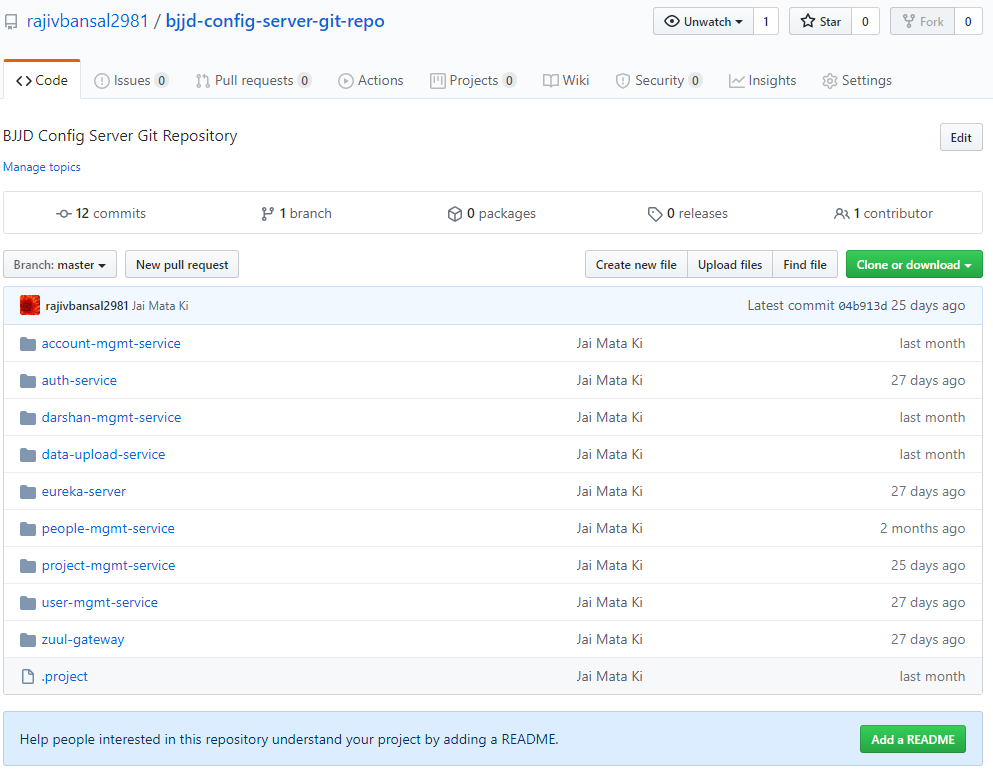 rajivbansal2981 / bjjd-config-server-git-repo
Unwatch 1 Star 0 Fork 0
Code Issues 0 Pull requests 0 Actions Projects 0 Wiki Security 0 Insights Settings
BJJD Config Server Git Repository
Edit
Manage topics
12 commits 1 branch 0 packages 0 releases 1 contributor
Branch: master New pull request Create new file Upload files Find file Clone or download
rajivbansal2981 Jai Mata Ki Latest commit 04b913d 25 days ago
account-mgmt-service Jai Mata Ki last month
auth-service Jai Mata Ki 27 days ago
darshan-mgmt-service Jai Mata Ki last month
data-upload-service Jai Mata Ki last month
eureka-server Jai Mata Ki 27 days ago
people-mgmt-service Jai Mata Ki 2 months ago
project-mgmt-service Jai Mata Ki 25 days ago
user-mgmt-service Jai Mata Ki 27 days ago
zuul-gateway Jai Mata Ki 27 days ago
.project Jai Mata Ki last month
Help people interested in this repository understand your project by adding a README. Add a README